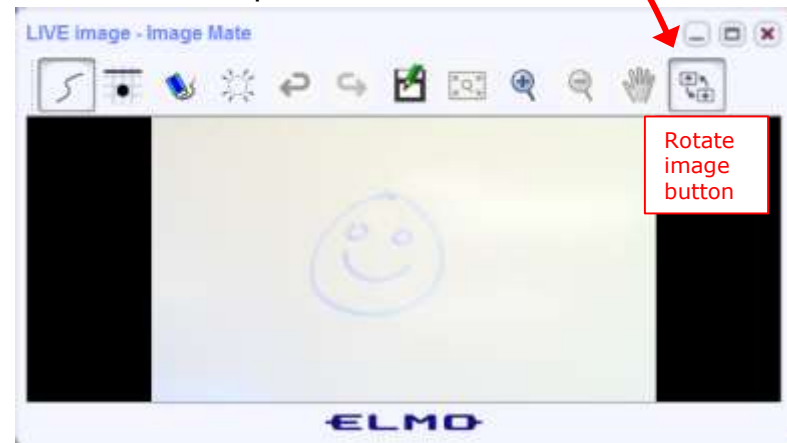 LIVE image - Image Mate
Rotate
image
button
ELMO